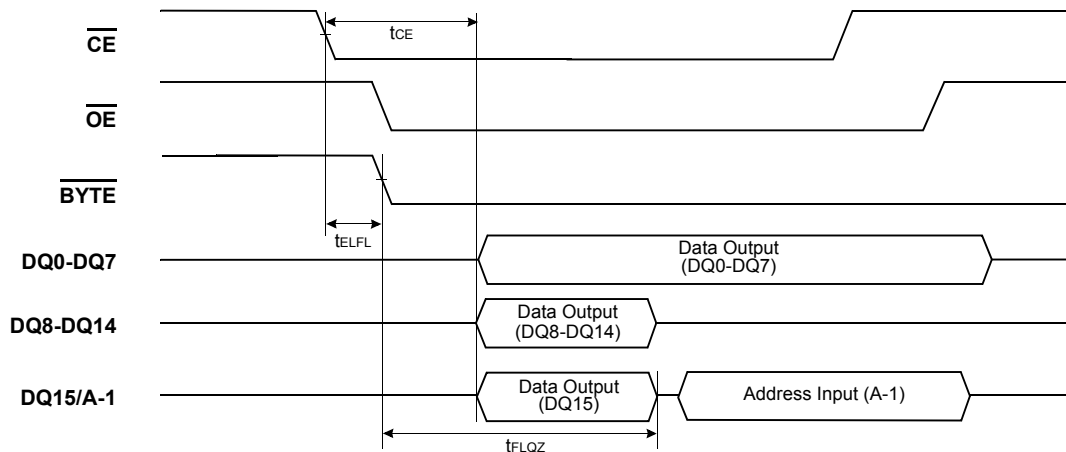 CE
tCE
OE
BYTE
tELFL
DQ0-DQ7
Data Output
(DQ0-DQ7)
DQ8-DQ14
Data Output
(DQ8-DQ14)
DQ15/A-1
Data Output
(DQ15)
Address Input (A-1)
tFLQZ